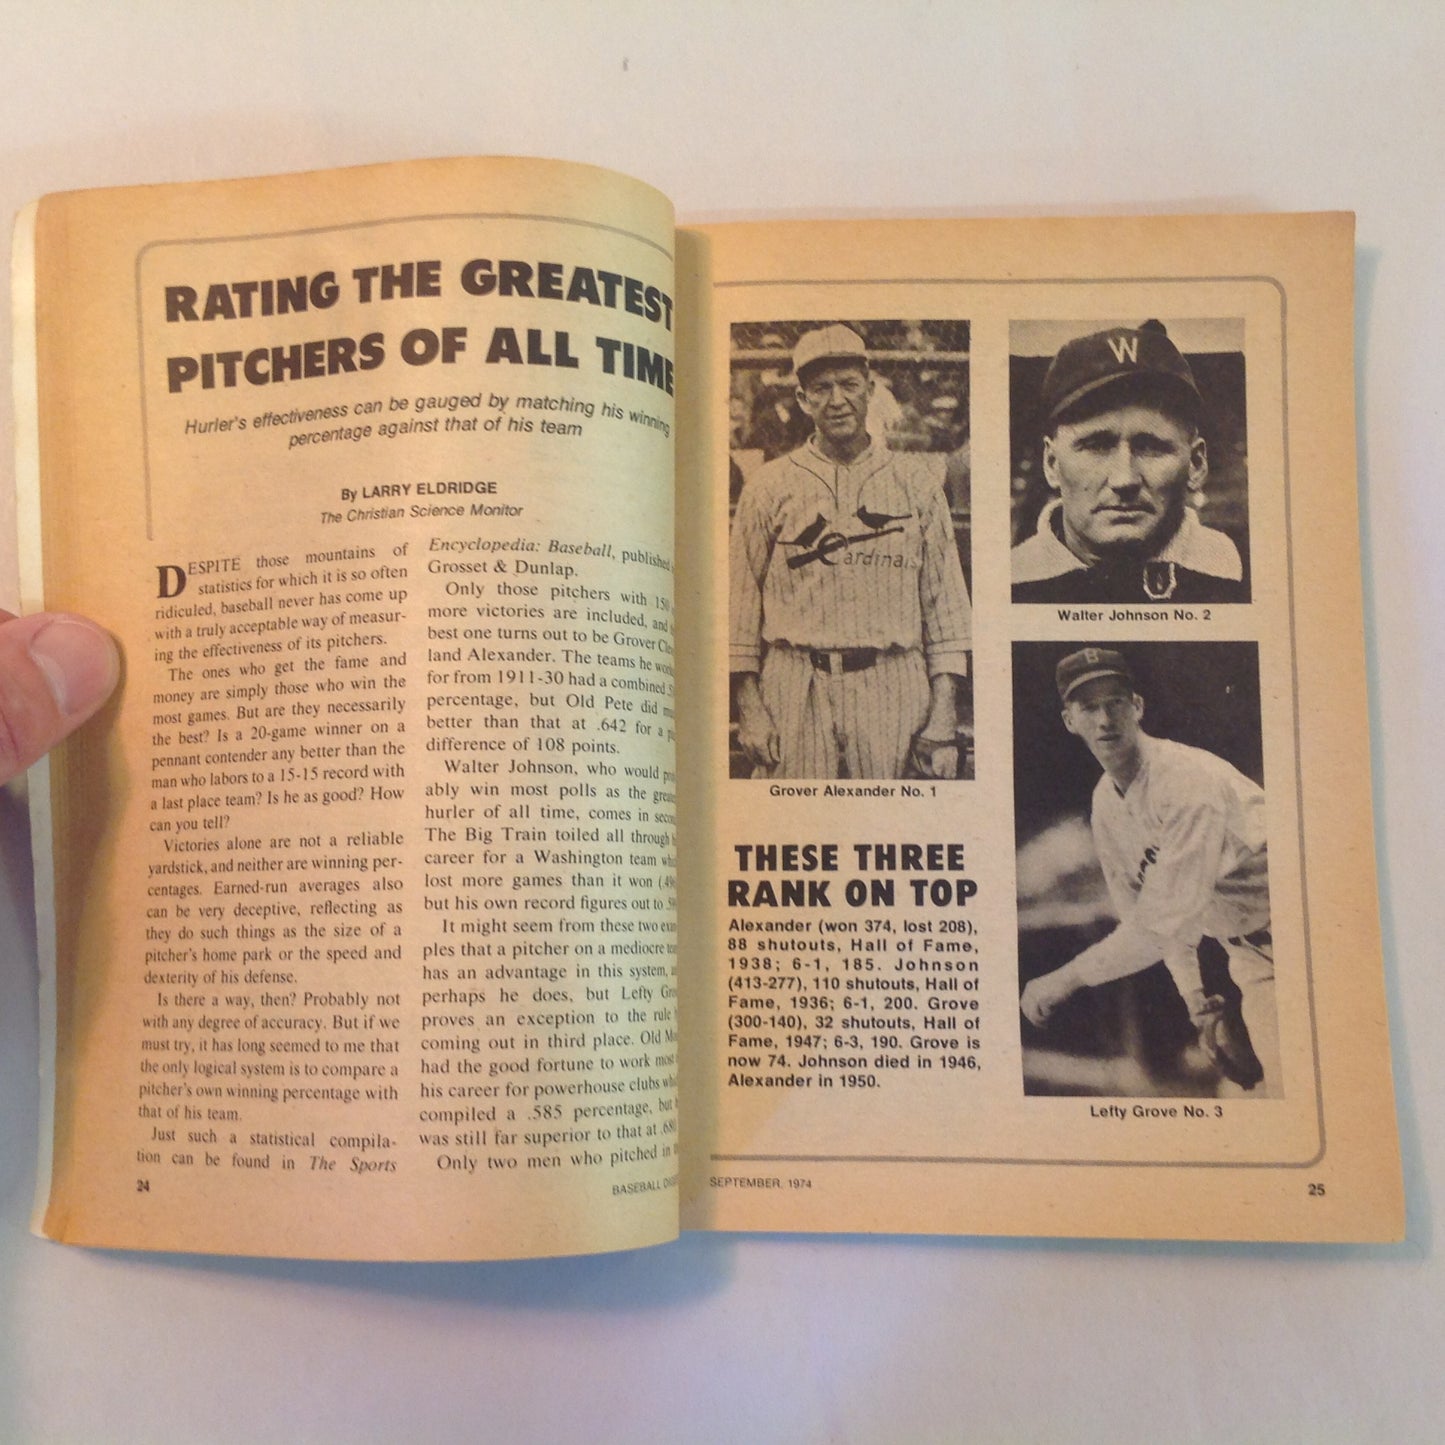 RATING THE GREATEST
PITCHERS OF ALL TIME
Hurler's effectiveness can be gauged by matching his winning
percentage against that of his team
By LARRY ELDRIDGE
The Christian Science Monitor
DESPITE those mountains of
statistics for which it is so often
ridiculed, baseball never has come up
with a truly acceptable way of measur-
ing the effectiveness of its pitchers.
The ones who get the fame and
money are simply those who win the
most games. But are they necessarily
the best? Is a 20-game winner on a
pennant contender any better than the
man who labors to a 15-15 record with
a last place team? Is he as good? How
can you tell?
Victories alone are not a reliable
yardstick, and neither are winning per-
centages. Earned-run averages also
can be very deceptive, reflecting as
they do such things as the size of a
pitcher's home park or the speed and
dexterity of his defense.
Is there a way, then? Probably not
with any degree of accuracy. But if we
must try, it has long seemed to me that
the only logical system is to compare a
pitcher's own winning percentage with
that of his team.
Just such a statistical compila-
tion can be found in The Sports
Encyclopedia: Baseball, published
Grosset & Dunlap.
Only those pitchers with 150
more victories are included, and
best one turns out to be Grover Cleve-
land Alexander. The teams he
for from 1911-30 had a combined
percentage, but Old Pete did
better than that at .642 for a
difference of 108 points.
Walter Johnson, who would
ably win most polls as the
hurler of all time, comes in
The Big Train toiled all through
career for a Washington team
lost more games than it won
but his own record figures out to
It might seem from these two
ples that a pitcher on a mediocre
has an advantage in this system,
perhaps he does, but Lefty
proves an exception to the rule
coming out in third place. Old
had the good fortune to work
his career for powerhouse clubs
compiled a .585 percentage, but
was still far superior to that at
Only two men who pitched in
24
BASEBALL
Cardinals
W
B
Grover Alexander No. 1
Walter Johnson No. 2
THESE THREE
RANK ON TOP
Alexander (won 374, lost 208),
88 shutouts, Hall of Fame,
1938; 6-1, 185. Johnson
(413-277), 110 shutouts, Hall of
Fame, 1936; 6-1, 200. Grove
(300-140), 32 shutouts, Hall of
Fame, 1947; 6-3, 190. Grove is
now 74. Johnson died in 1946,
Alexander in 1950.
Lefty Grove No. 3
SEPTEMBER, 1974
25